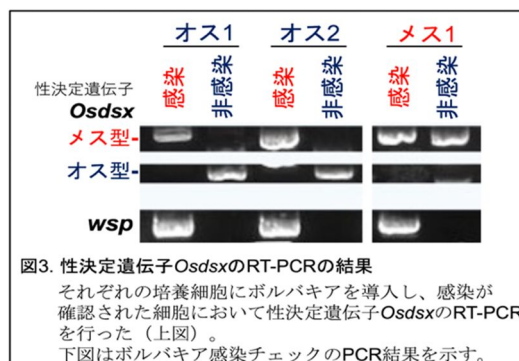 オス1 オス2 メス1
感染 非感染 感染 非感染 感染 非感染
性決定遺伝子
Osdsx
メス型-
オス型-
wsp
図3. 性決定遺伝子OsdsxのRT-PCRの結果
それぞれの培養細胞にボルバキアを導入し、感染が
確認された細胞において性決定遺伝子OsdsxのRT-PCR
を行った（上図）。
下図はボルバキア感染チェックのPCR結果を示す。